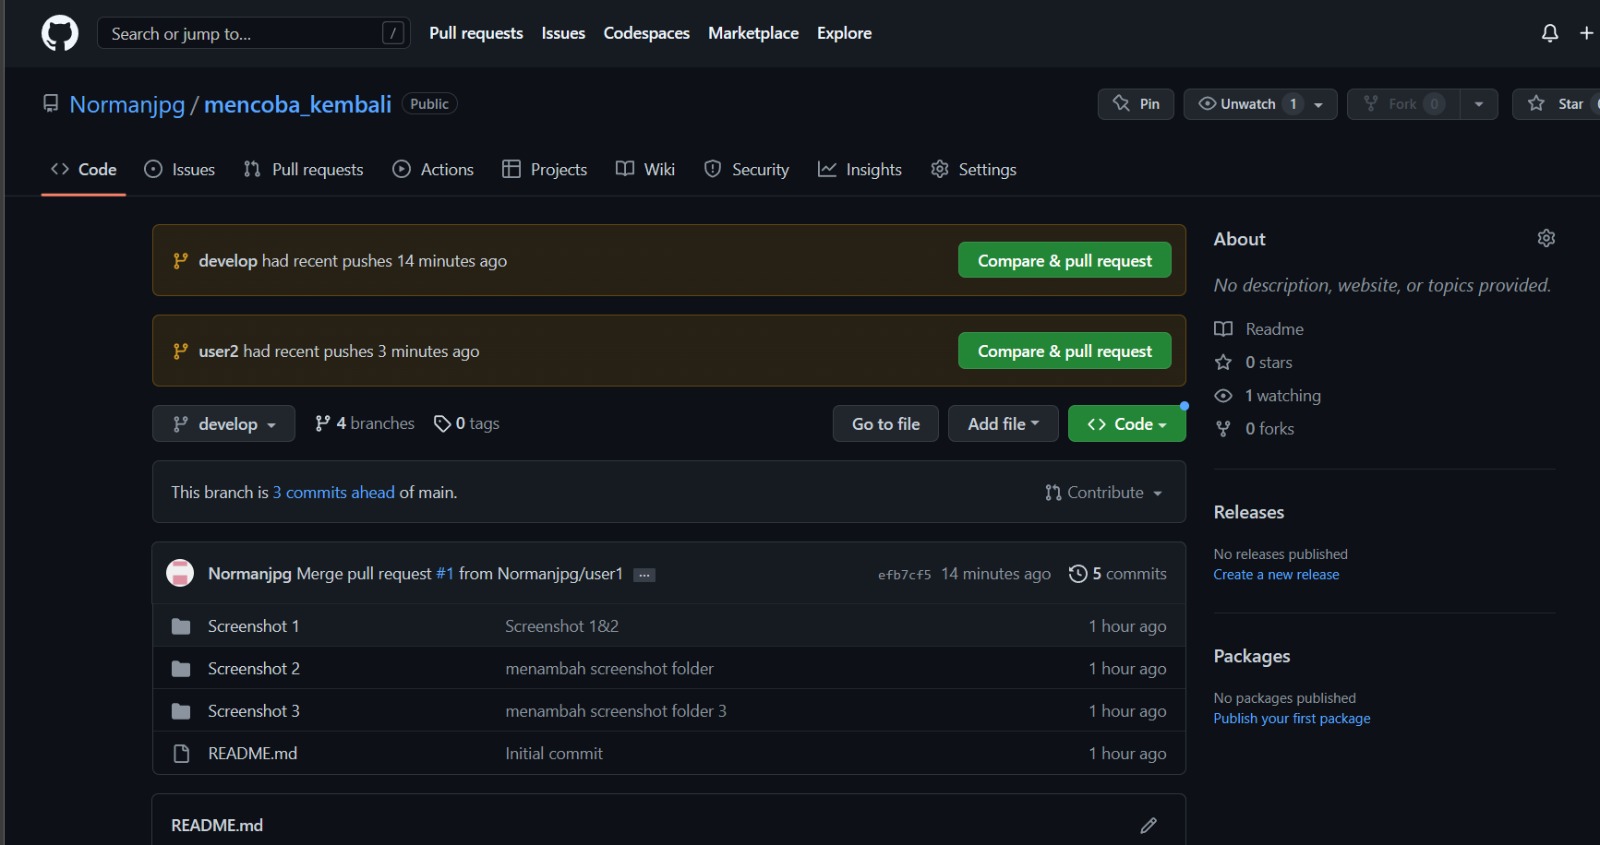 Search or jump to... /
Pull requests Issues Codespaces Marketplace Explore
Normanjpg / mencoba_kembali Public
Pin Unwatch 1 Fork 0 Star
Code Issues Pull requests Actions Projects Wiki Security Insights Settings
develop had recent pushes 14 minutes ago Compare & pull request
user2 had recent pushes 3 minutes ago Compare & pull request
develop 4 branches 0 tags Go to file Add file Code
This branch is 3 commits ahead of main. Contribute
Normanjpg Merge pull request #1 from Normanjpg/user1 ... efb7cf5 14 minutes ago 5 commits
Screenshot 1 Screenshot 1&2 1 hour ago
Screenshot 2 menambah screenshot folder 1 hour ago
Screenshot 3 menambah screenshot folder 3 1 hour ago
README.md Initial commit 1 hour ago
README.md
About
No description, website, or topics provided.
Readme
0 stars
1 watching
0 forks
Releases
No releases published
Create a new release
Packages
No packages published
Publish your first package